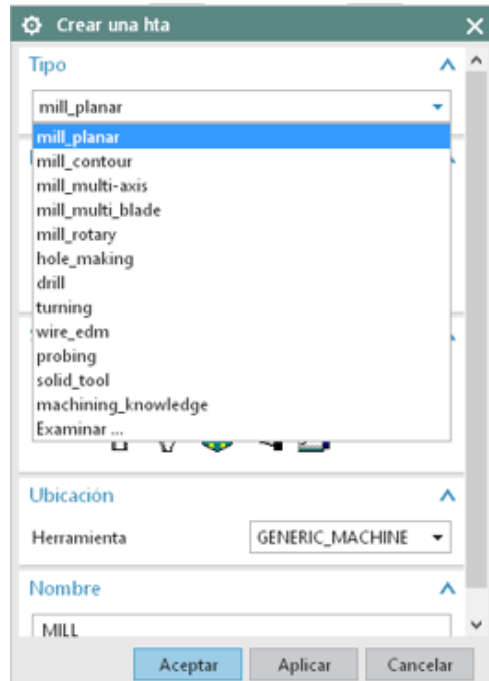 Crear una hta
Tipo
mill_planar
mill_planar
mill_contour
mill_multi-axis
mill_multi_blade
mill_rotary
hole_making
drill
turning
wire_edm
probing
solid_tool
machining_knowledge
Examinar ...
Ubicación
Herramienta GENERIC_MACHINE
Nombre
MILL
Aceptar Aplicar Cancelar